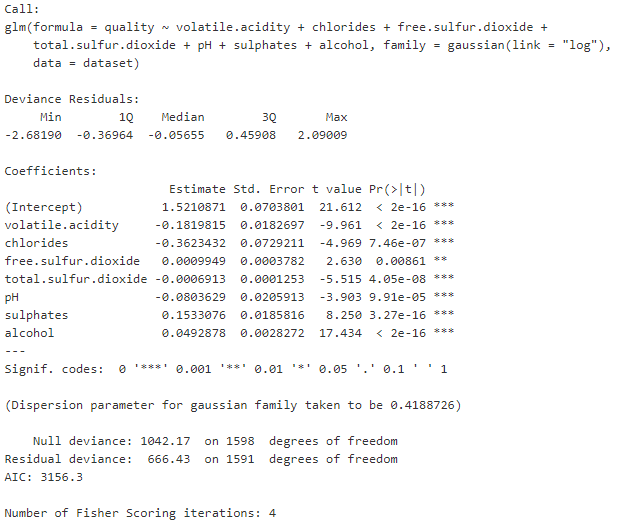 Call:
glm(formula = quality ~ volatile.acidity + chlorides + free.sulfur.dioxide +
    total.sulfur.dioxide + pH + sulphates + alcohol, family = gaussian(link = "log"),
    data = dataset)

Deviance Residuals:
     Min        1Q    Median        3Q       Max
-2.68190  -0.36964  -0.05655   0.45908   2.09009

Coefficients:
                       Estimate Std. Error t value Pr(>|t|)
(Intercept)           1.5210871  0.0703801  21.612  < 2e-16 ***
volatile.acidity     -0.1819815  0.0182697  -9.961  < 2e-16 ***
chlorides            -0.3623432  0.0729211  -4.969 7.46e-07 ***
free.sulfur.dioxide   0.0009949  0.0003782   2.630  0.00861 **
total.sulfur.dioxide -0.0006913  0.0001253  -5.515 4.05e-08 ***
pH                   -0.0803629  0.0205913  -3.903 9.91e-05 ***
sulphates             0.1533076  0.0185816   8.250 3.27e-16 ***
alcohol               0.0492878  0.0028272  17.434  < 2e-16 ***
---
Signif. codes:  0 '***' 0.001 '**' 0.01 '*' 0.05 '.' 0.1 ' ' 1

(Dispersion parameter for gaussian family taken to be 0.4188726)

    Null deviance: 1042.17  on 1598  degrees of freedom
Residual deviance:  666.43  on 1591  degrees of freedom
AIC: 3156.3

Number of Fisher Scoring iterations: 4